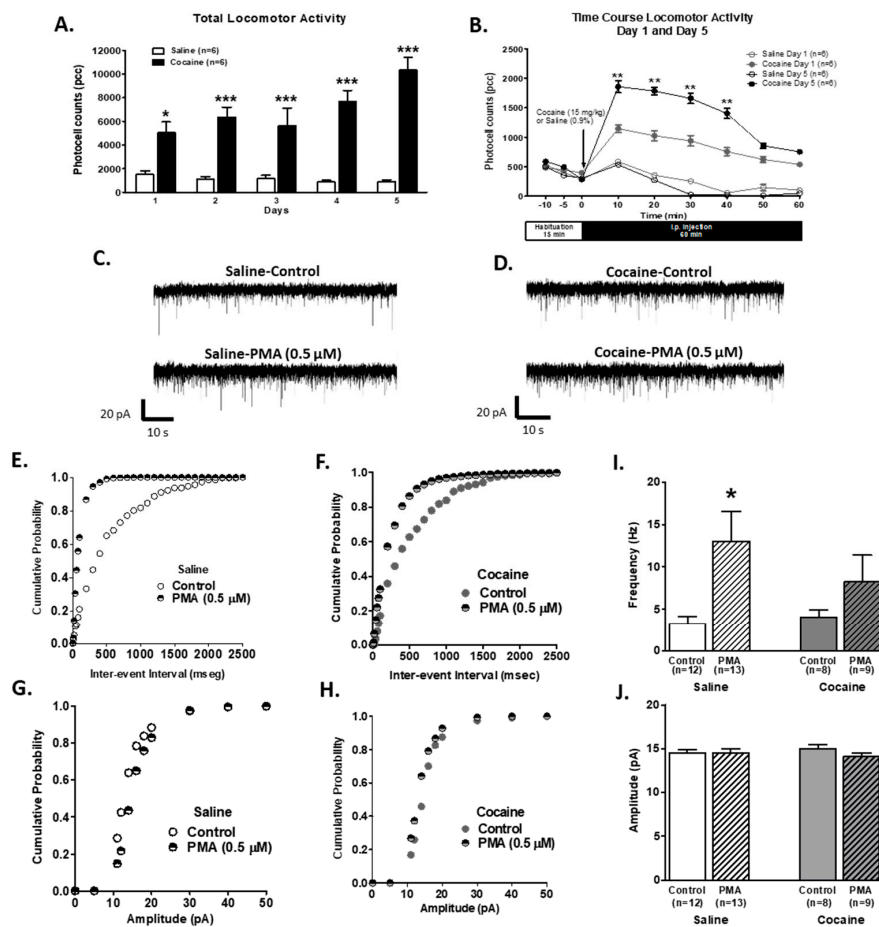 A.
Total Locomotor Activity
Saline (n=6)
Cocaine (n=6)
Photocell counts (pcc)
12000
10000
8000
6000
4000
2000
0
*
***
***
***
***
1 2 3 4 5
Days
B.
Time Course Locomotor Activity
Day 1 and Day 5
Saline Day 1 (n=6)
Cocaine Day 1 (n=6)
Saline Day 5 (n=6)
Cocaine Day 5 (n=6)
Photocell counts (pcc)
2500
2000
1500
1000
500
0
Cocaine (15 mg/kg)
or Saline (0.9%)
** ** ** **
-10 -5 0 10 20 30 40 50 60
Time (min)
Habituation
15 min
i.p. Injection
60 min
C.
Saline-Control
Saline-PMA (0.5 μM)
20 pA
10 s
D.
Cocaine-Control
Cocaine-PMA (0.5 μM)
20 pA
10 s
E.
Cumulative Probability
1.0
0.8
0.6
0.4
0.2
0.0
Saline
Control
PMA (0.5 μM)
0 500 1000 1500 2000 2500
Inter-event Interval (mseg)
F.
Cumulative Probability
1.0
0.8
0.6
0.4
0.2
0.0
Cocaine
Control
PMA (0.5 μM)
0 500 1000 1500 2000 2500
Inter-event Interval (msec)
I.
Frequency (Hz)
20
15
10
5
0
*
Control PMA Control PMA
(n=12) (n=13) (n=8) (n=9)
Saline Cocaine
G.
Cumulative Probability
1.0
0.8
0.6
0.4
0.2
0.0
Saline
Control
PMA (0.5 μM)
0 10 20 30 40 50
Amplitude (pA)
H.
Cumulative Probability
1.0
0.8
0.6
0.4
0.2
0.0
Cocaine
Control
PMA (0.5 μM)
0 10 20 30 40 50
Amplitude (pA)
J.
Amplitude (pA)
20
15
10
5
0
Control PMA Control PMA
(n=12) (n=13) (n=8) (n=9)
Saline Cocaine